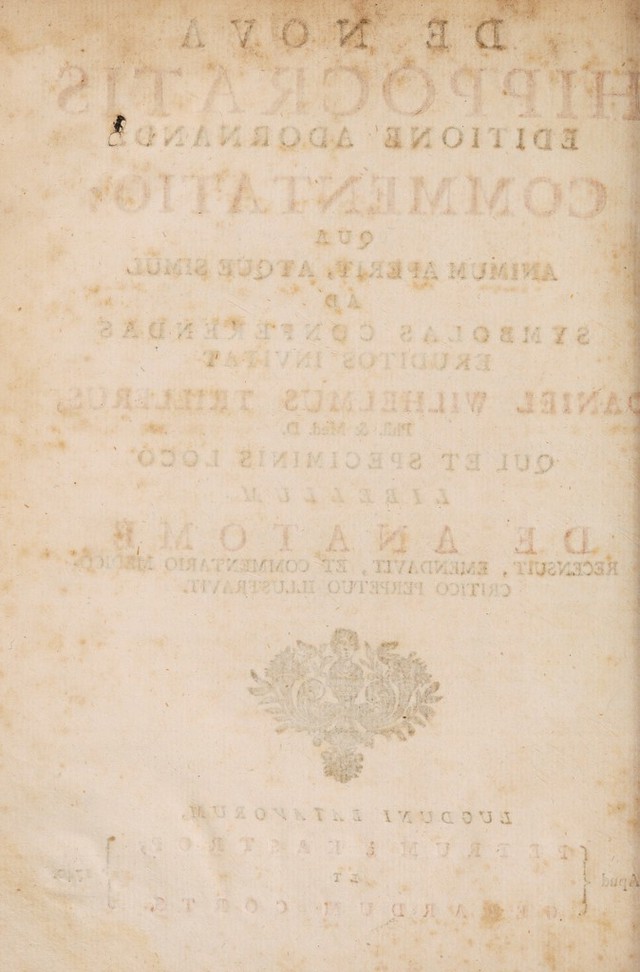 DE NOVA
HIPPOCRATIS
EDITIONE ADORNANDA
COMMENTATIO,
QUA
ANIMUM APERIT, ATQUE SIMUL
AD
SYMBOLAS CONFERENDAS
ERUDITOS INVITAT
DANIEL WILHELMUS TRILLERUS,
Phil. & Med. D.
QUI ET SPECIMINIS LOCO
LIBELLUM
DE ANATOME
RECENSUIT, EMENDAVIT, ET COMMENTARIO MEDICO
CRITICO PERPETUO ILLUSTRAVIT.
LUGDUNI BATAVORUM,
Apud
ET